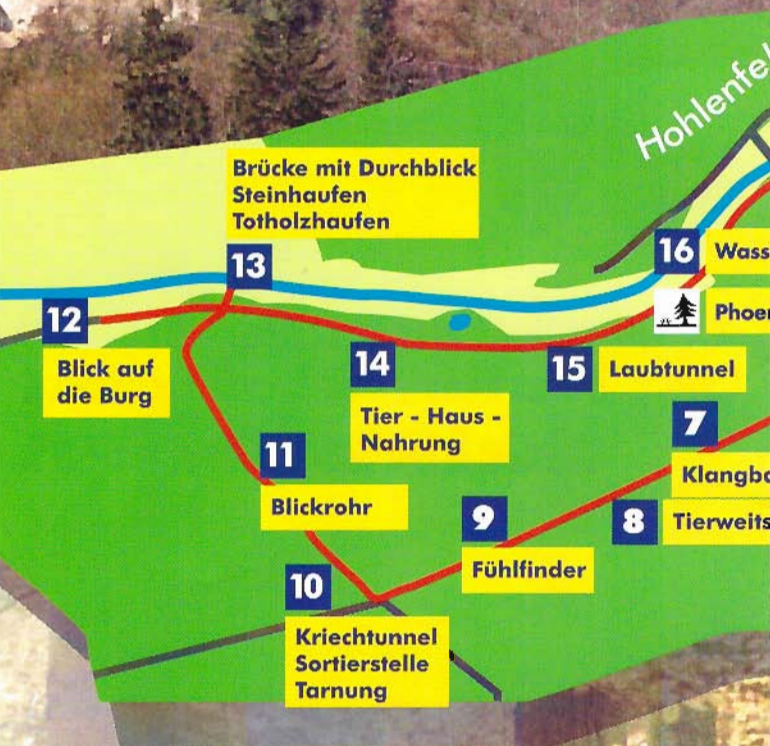 Hohlenfel
Brücke mit Durchblick
Steinhaufen
Totholzhaufen
13
16
Wass
12
Phoe
Blick auf
die Burg
14
15
Laubtunnel
Tier - Haus -
Nahrung
7
11
Klangb
Blickrohr
9
8
Tierweits
Fühlfinder
10
Kriechtunnel
Sortierstelle
Tarnung